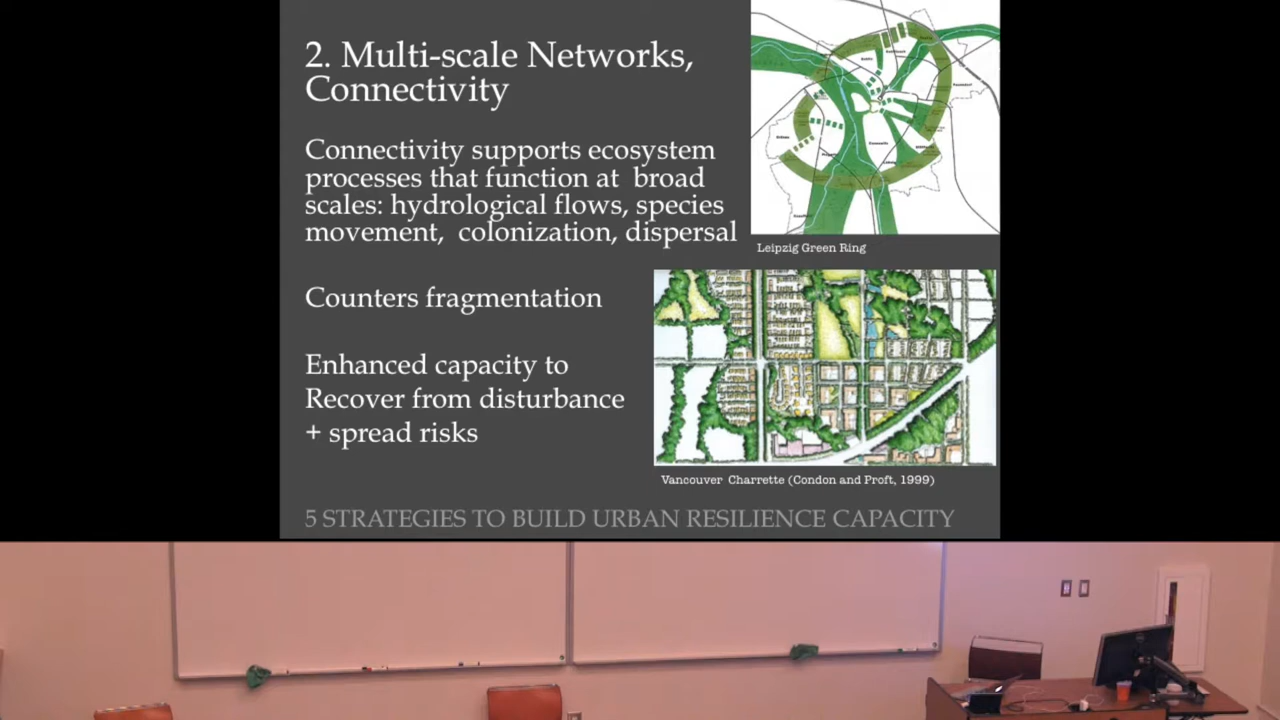 2. Multi-scale Networks,
Connectivity
Connectivity supports ecosystem
processes that function at broad
scales: hydrological flows, species
movement, colonization, dispersal
Leipzig Green Ring
Counters fragmentation
Enhanced capacity to
Recover from disturbance
+ spread risks
Vancouver Charrette (Condon and Proft, 1999)
5 STRATEGIES TO BUILD URBAN RESILIENCE CAPACITY